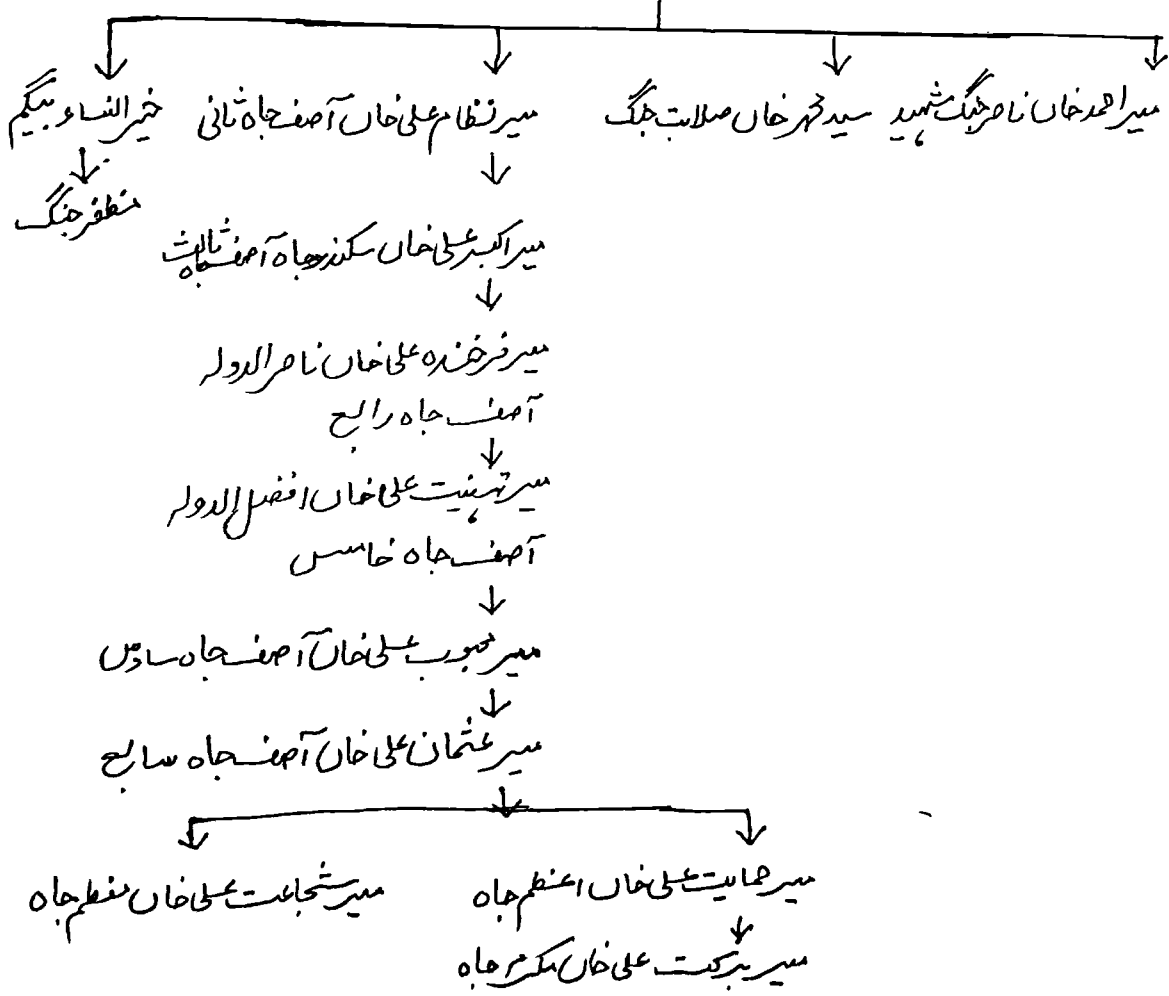 میر احمد خاں ناصر جنگ شہید
سید محمد خاں صلابت جنگ
میر نظام علی خاں آصف جاہ ثانی
خیر النساء بیگم
مظفر جنگ
میر اکبر علی خاں سکندر جاہ آصف جاہ ثالث
میر فرخندہ علی خاں ناصر الدولہ
آصف جاہ رابع
میر تہنیت علی خاں افضل الدولہ
آصف جاہ خامس
میر محبوب علی خاں آصف جاہ سادس
میر عثمان علی خاں آصف جاہ سابع
میر حمایت علی خاں اعظم جاہ
میر شجاعت علی خاں معظم جاہ
میر برکت علی خاں مکرم جاہ